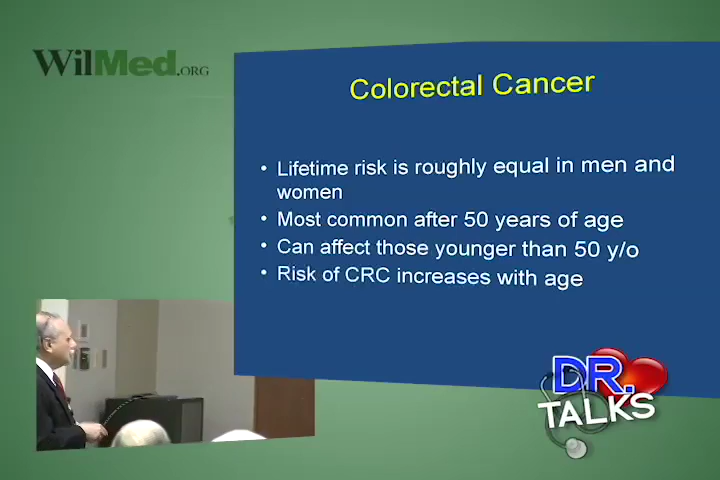 WilMed.ORG
Colorectal Cancer
• Lifetime risk is roughly equal in men and
women
• Most common after 50 years of age
• Can affect those younger than 50 y/o
• Risk of CRC increases with age
DR.
TALKS